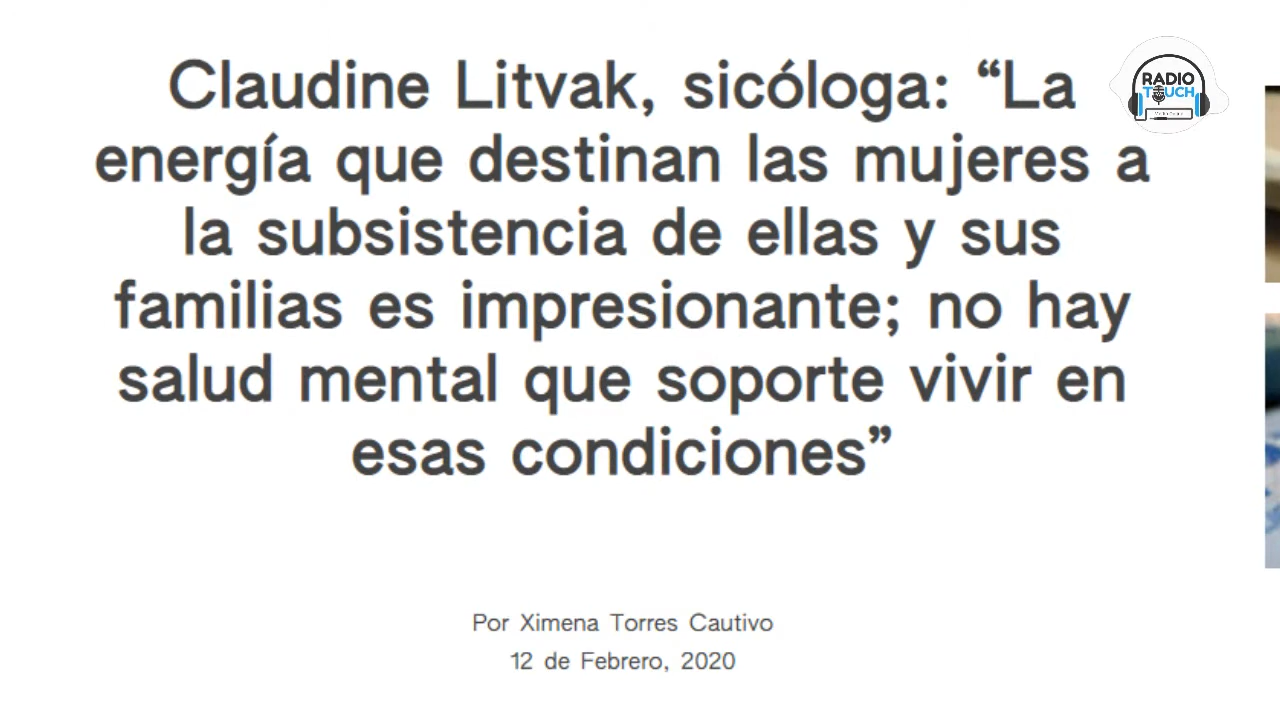 Claudine Litvak, sicóloga: “La
energía que destinan las mujeres a
la subsistencia de ellas y sus
familias es impresionante; no hay
salud mental que soporte vivir en
esas condiciones”
Por Ximena Torres Cautivo
12 de Febrero, 2020
RADIO
TOUCH